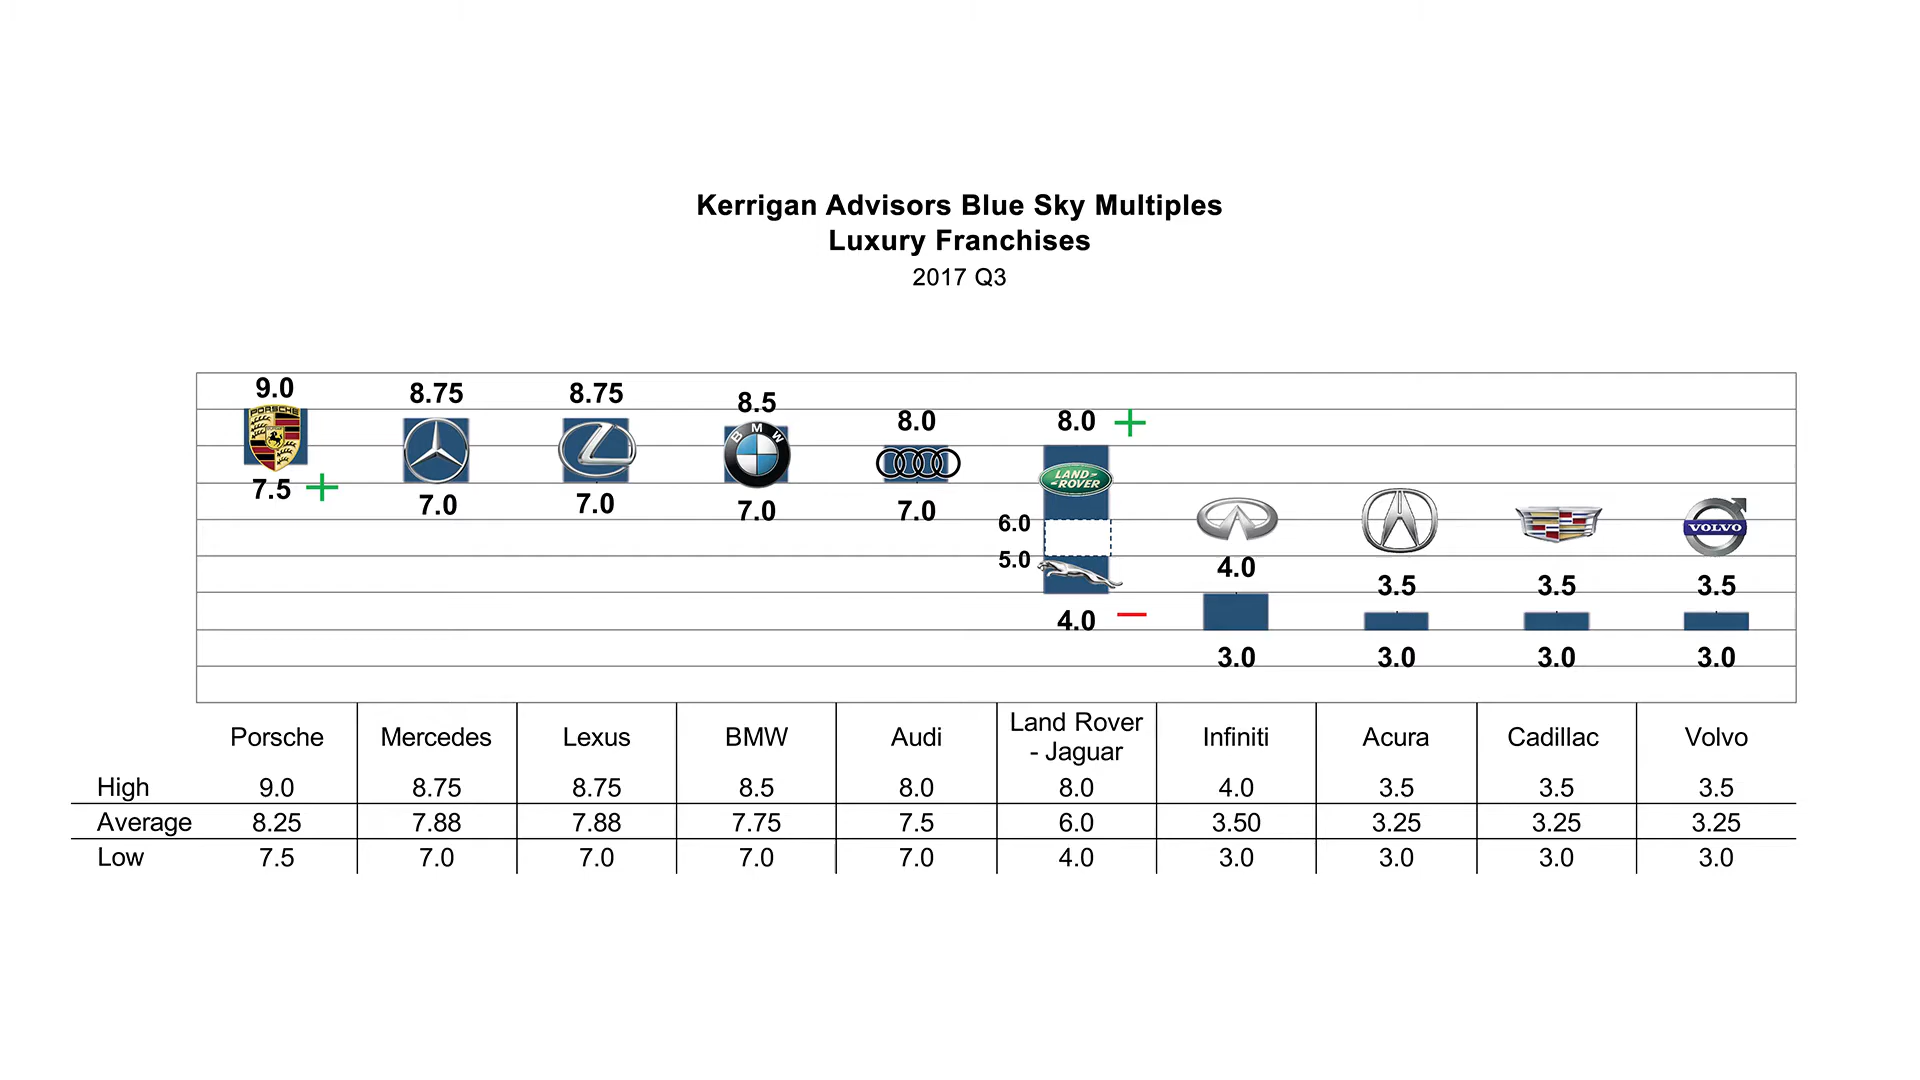 Kerrigan Advisors Blue Sky Multiples
Luxury Franchises
2017 Q3
9.0 8.75 8.75 8.5 8.0 8.0 +
PORSCHE
BMW
LAND-
-ROVER
7.5 + 7.0 7.0 7.0 7.0
6.0
5.0
VOLVO
4.0 3.5 3.5 3.5
4.0 −
3.0 3.0 3.0 3.0
Porsche Mercedes Lexus BMW Audi Land Rover - Jaguar Infiniti Acura Cadillac Volvo
High 9.0 8.75 8.75 8.5 8.0 8.0 4.0 3.5 3.5 3.5
Average 8.25 7.88 7.88 7.75 7.5 6.0 3.50 3.25 3.25 3.25
Low 7.5 7.0 7.0 7.0 7.0 4.0 3.0 3.0 3.0 3.0